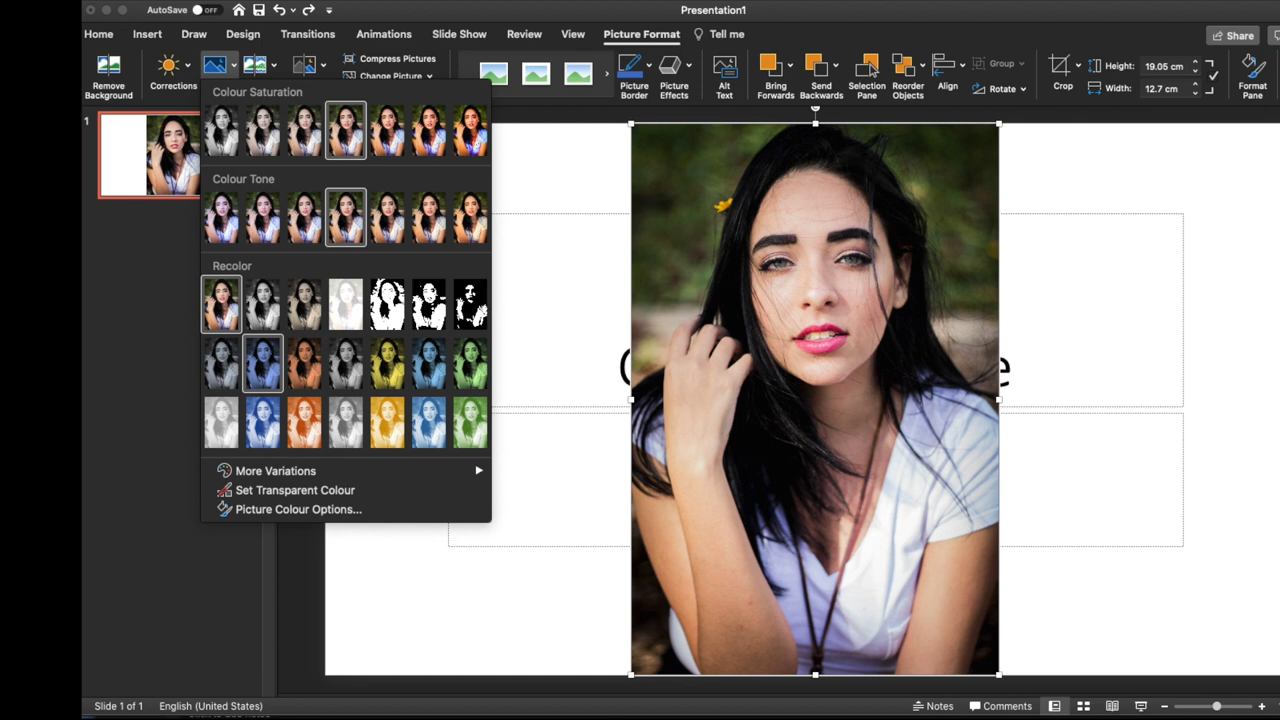 AutoSave OFF Presentation1
Home Insert Draw Design Transitions Animations Slide Show Review View Picture Format Tell me Share
Remove Background
Corrections
Compress Pictures
Change Picture
Picture Border
Picture Effects
Alt Text
Bring Forwards
Send Backwards
Selection Pane
Reorder Objects
Align
Group
Rotate
Crop
Height: 19.05 cm
Width: 12.7 cm
Format Pane
1
Colour Saturation
Colour Tone
Recolor
More Variations
Set Transparent Colour
Picture Colour Options...
e
Slide 1 of 1 English (United States) Notes Comments